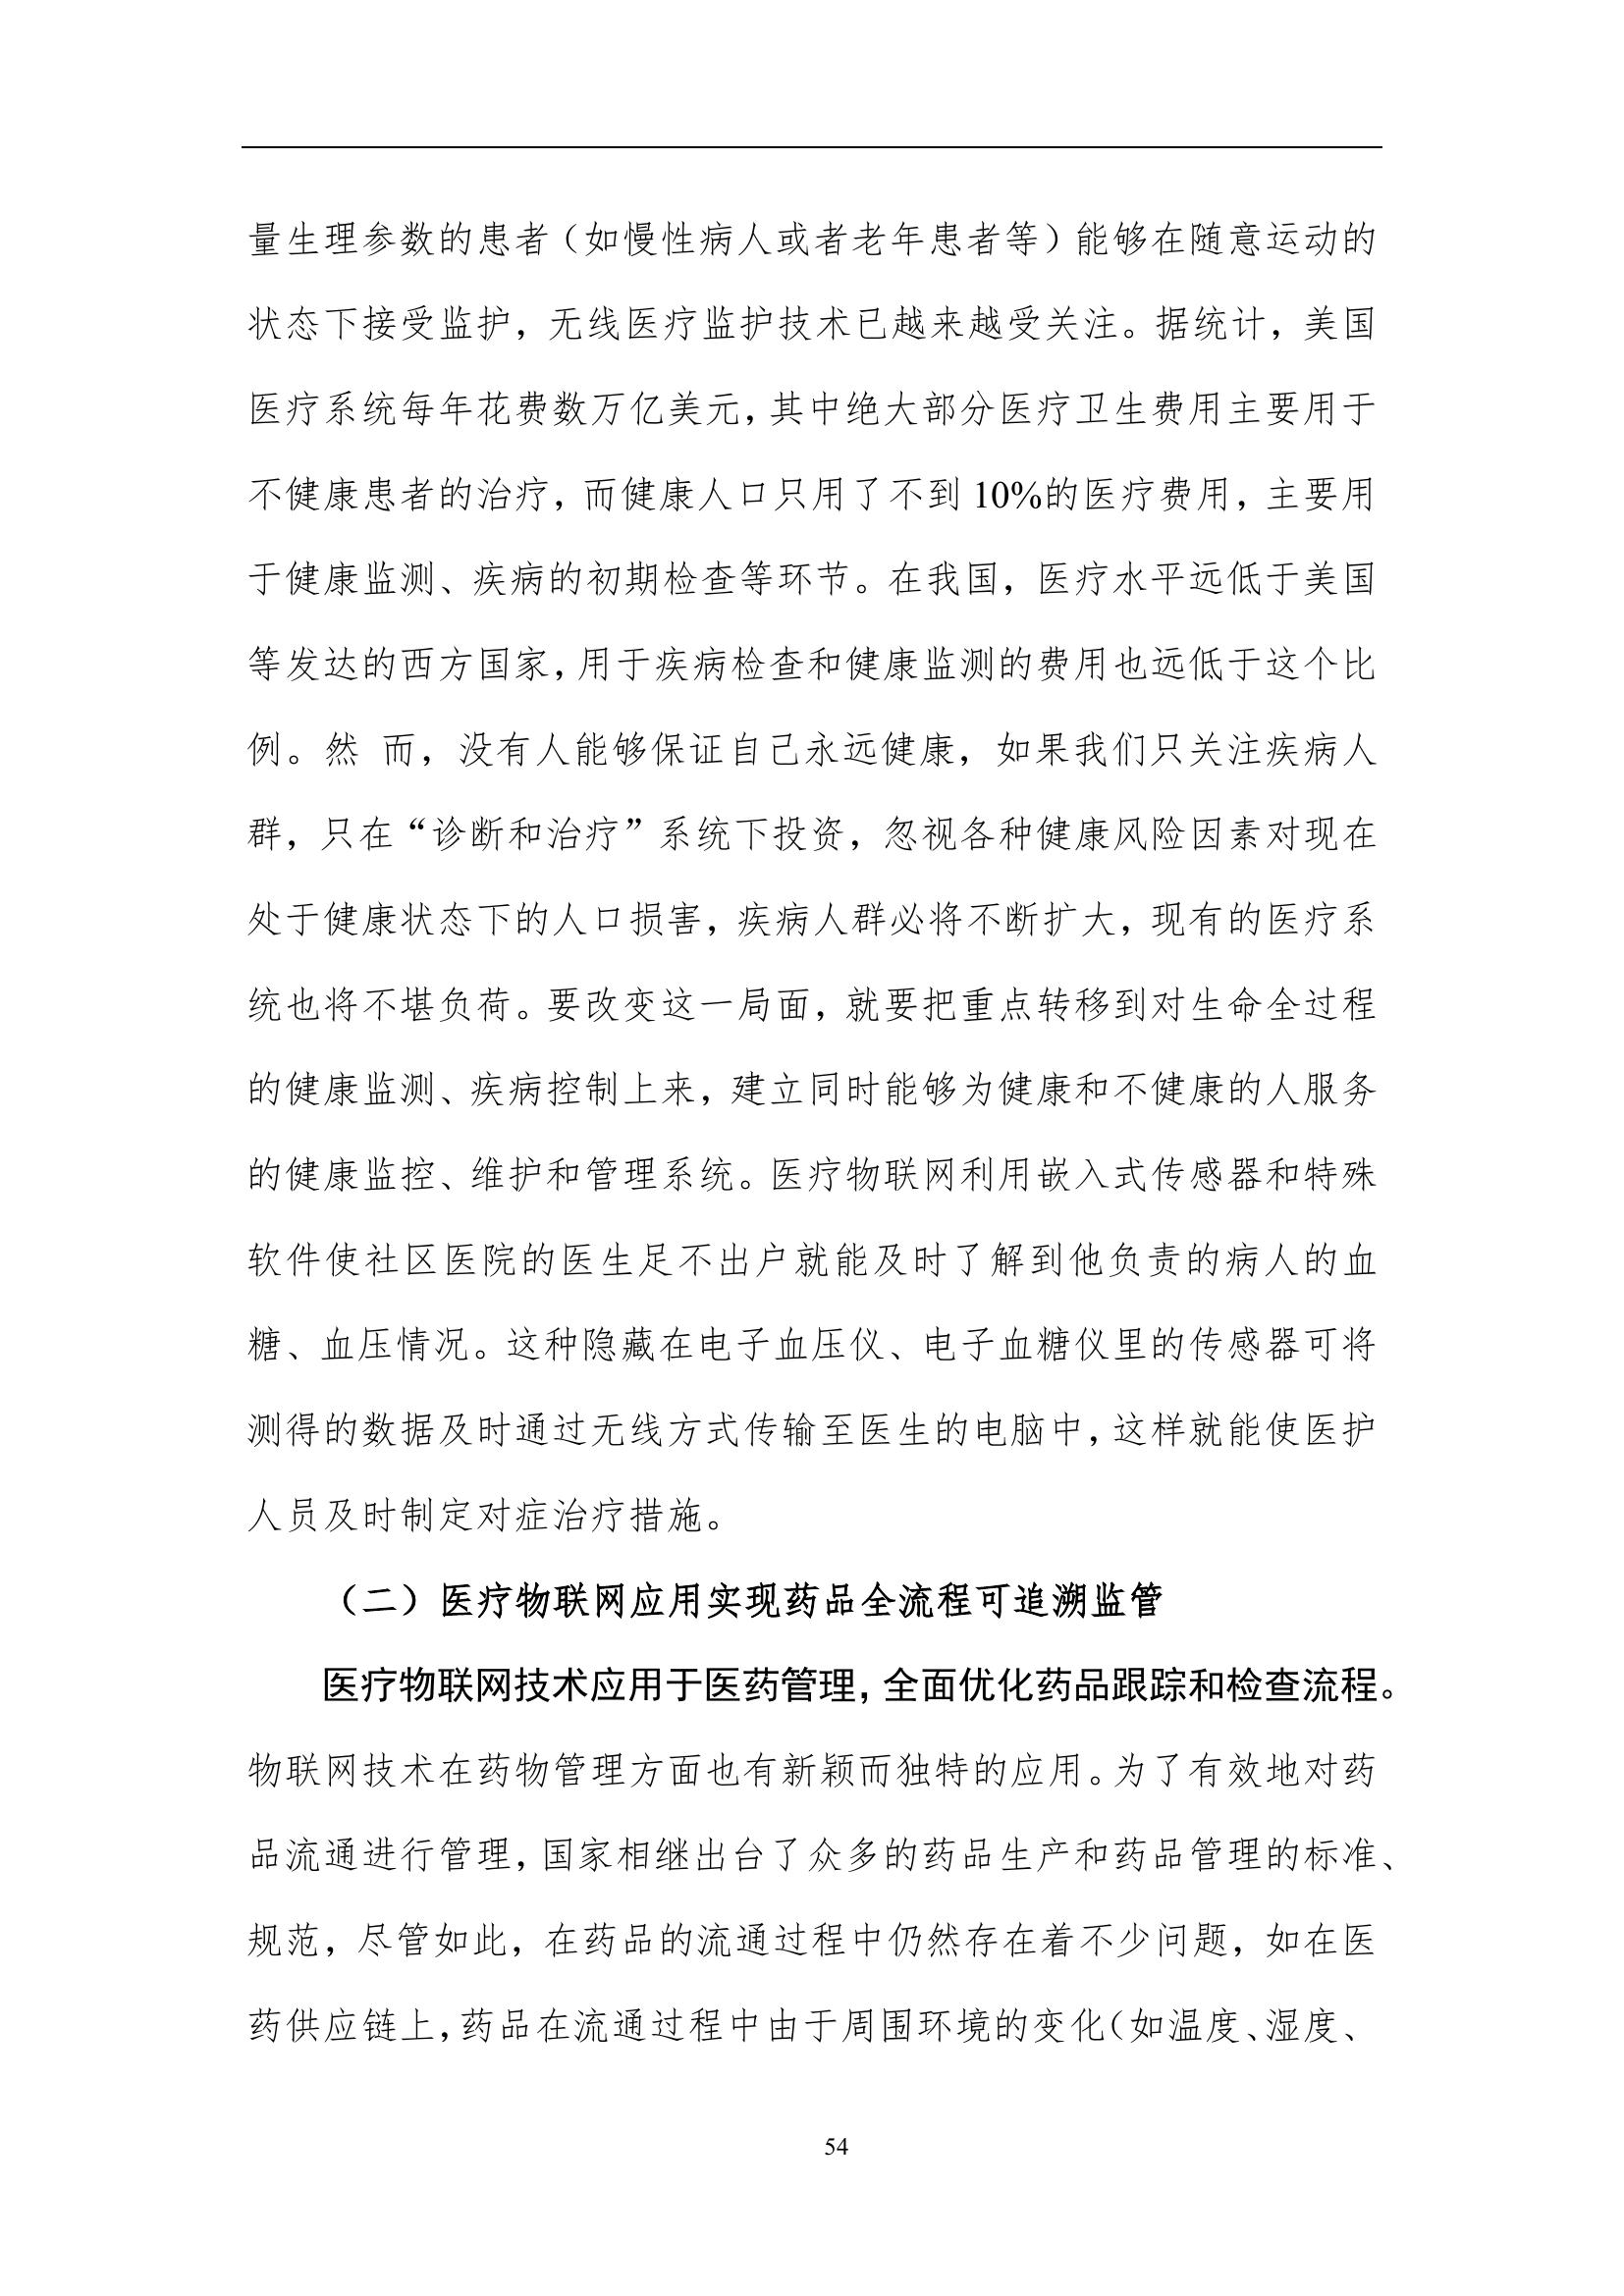 量生理参数的患者（如慢性病人或者老年患者等）能够在随意运动的
状态下接受监护，无线医疗监护技术已越来越受关注。据统计，美国
医疗系统每年花费数万亿美元，其中绝大部分医疗卫生费用主要用于
不健康患者的治疗，而健康人口只用了不到 10%的医疗费用，主要用
于健康监测、疾病的初期检查等环节。在我国，医疗水平远低于美国
等发达的西方国家，用于疾病检查和健康监测的费用也远低于这个比
例。然 而，没有人能够保证自己永远健康，如果我们只关注疾病人
群，只在“诊断和治疗”系统下投资，忽视各种健康风险因素对现在
处于健康状态下的人口损害，疾病人群必将不断扩大，现有的医疗系
统也将不堪负荷。要改变这一局面，就要把重点转移到对生命全过程
的健康监测、疾病控制上来，建立同时能够为健康和不健康的人服务
的健康监控、维护和管理系统。医疗物联网利用嵌入式传感器和特殊
软件使社区医院的医生足不出户就能及时了解到他负责的病人的血
糖、血压情况。这种隐藏在电子血压仪、电子血糖仪里的传感器可将
测得的数据及时通过无线方式传输至医生的电脑中，这样就能使医护
人员及时制定对症治疗措施。
（二）医疗物联网应用实现药品全流程可追溯监管
医疗物联网技术应用于医药管理，全面优化药品跟踪和检查流程。
物联网技术在药物管理方面也有新颖而独特的应用。为了有效地对药
品流通进行管理，国家相继出台了众多的药品生产和药品管理的标准、
规范，尽管如此，在药品的流通过程中仍然存在着不少问题，如在医
药供应链上，药品在流通过程中由于周围环境的变化（如温度、湿度、
54